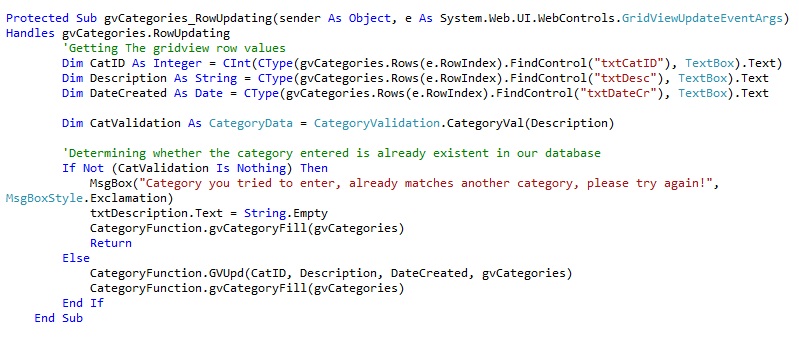 Protected Sub gvCategories_RowUpdating(sender As Object, e As System.Web.UI.WebControls.GridViewUpdateEventArgs)
Handles gvCategories.RowUpdating
'Getting The gridview row values
Dim CatID As Integer = CInt(CType(gvCategories.Rows(e.RowIndex).FindControl("txtCatID"), TextBox).Text)
Dim Description As String = CType(gvCategories.Rows(e.RowIndex).FindControl("txtDesc"), TextBox).Text
Dim DateCreated As Date = CType(gvCategories.Rows(e.RowIndex).FindControl("txtDateCr"), TextBox).Text
Dim CatValidation As CategoryData = CategoryValidation.CategoryVal(Description)
'Determining whether the category entered is already existent in our database
If Not (CatValidation Is Nothing) Then
MsgBox("Category you tried to enter, already matches another category, please try again!",
MsgBoxStyle.Exclamation)
txtDescription.Text = String.Empty
CategoryFunction.gvCategoryFill(gvCategories)
Return
Else
CategoryFunction.GVUpd(CatID, Description, DateCreated, gvCategories)
CategoryFunction.gvCategoryFill(gvCategories)
End If
End Sub